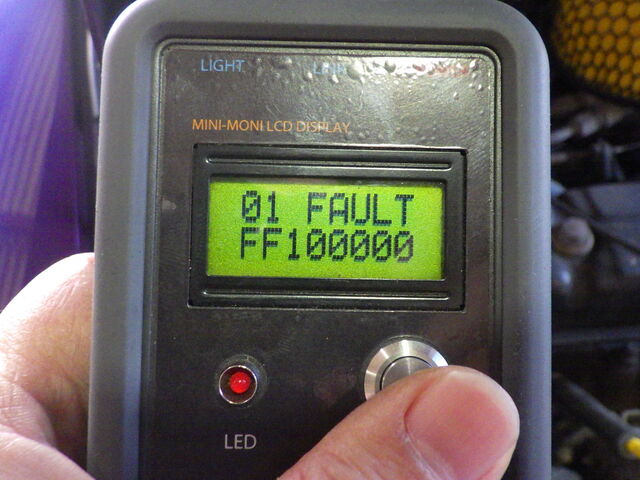 LIGHT
MINI-MONI LCD DISPLAY
01 FAULT
FF100000
LED